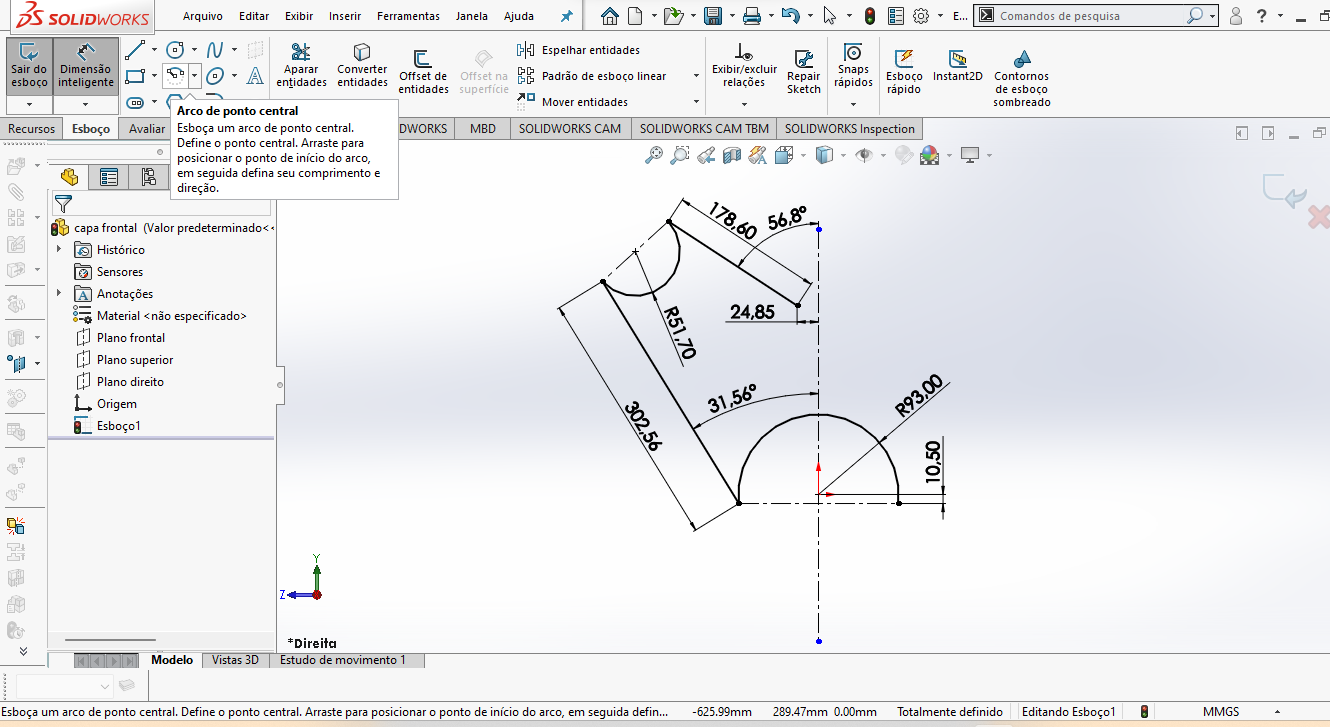 SOLIDWORKS
Arquivo Editar Exibir Inserir Ferramentas Janela Ajuda
E...
Comandos de pesquisa
?
Sair do esboço
Dimensão inteligente
Aparar entidades
Converter entidades
Offset de entidades
Offset na superfície
Espelhar entidades
Padrão de esboço linear
Mover entidades
Exibir/excluir relações
Repair Sketch
Snaps rápidos
Esboço rápido
Instant2D
Contornos de esboço sombreado
Recursos Esboço Avaliar DWORKS MBD SOLIDWORKS CAM SOLIDWORKS CAM TBM SOLIDWORKS Inspection
Arco de ponto central
Esboça um arco de ponto central.
Define o ponto central. Arraste para
posicionar o ponto de início do arco,
em seguida defina seu comprimento e
direção.
capa frontal (Valor predeterminado<<
Histórico
Sensores
Anotações
Material <não especificado>
Plano frontal
Plano superior
Plano direito
Origem
Esboço1
178,60
56,8°
24,85
R51,70
31,56°
302,56
R93,00
10,50
Y
Z
*Direita
Modelo Vistas 3D Estudo de movimento 1
Esboça um arco de ponto central. Define o ponto central. Arraste para posicionar o ponto de início do arco, em seguida defin... -625.99mm 289.47mm 0.00mm Totalmente definido Editando Esboço1 MMGS